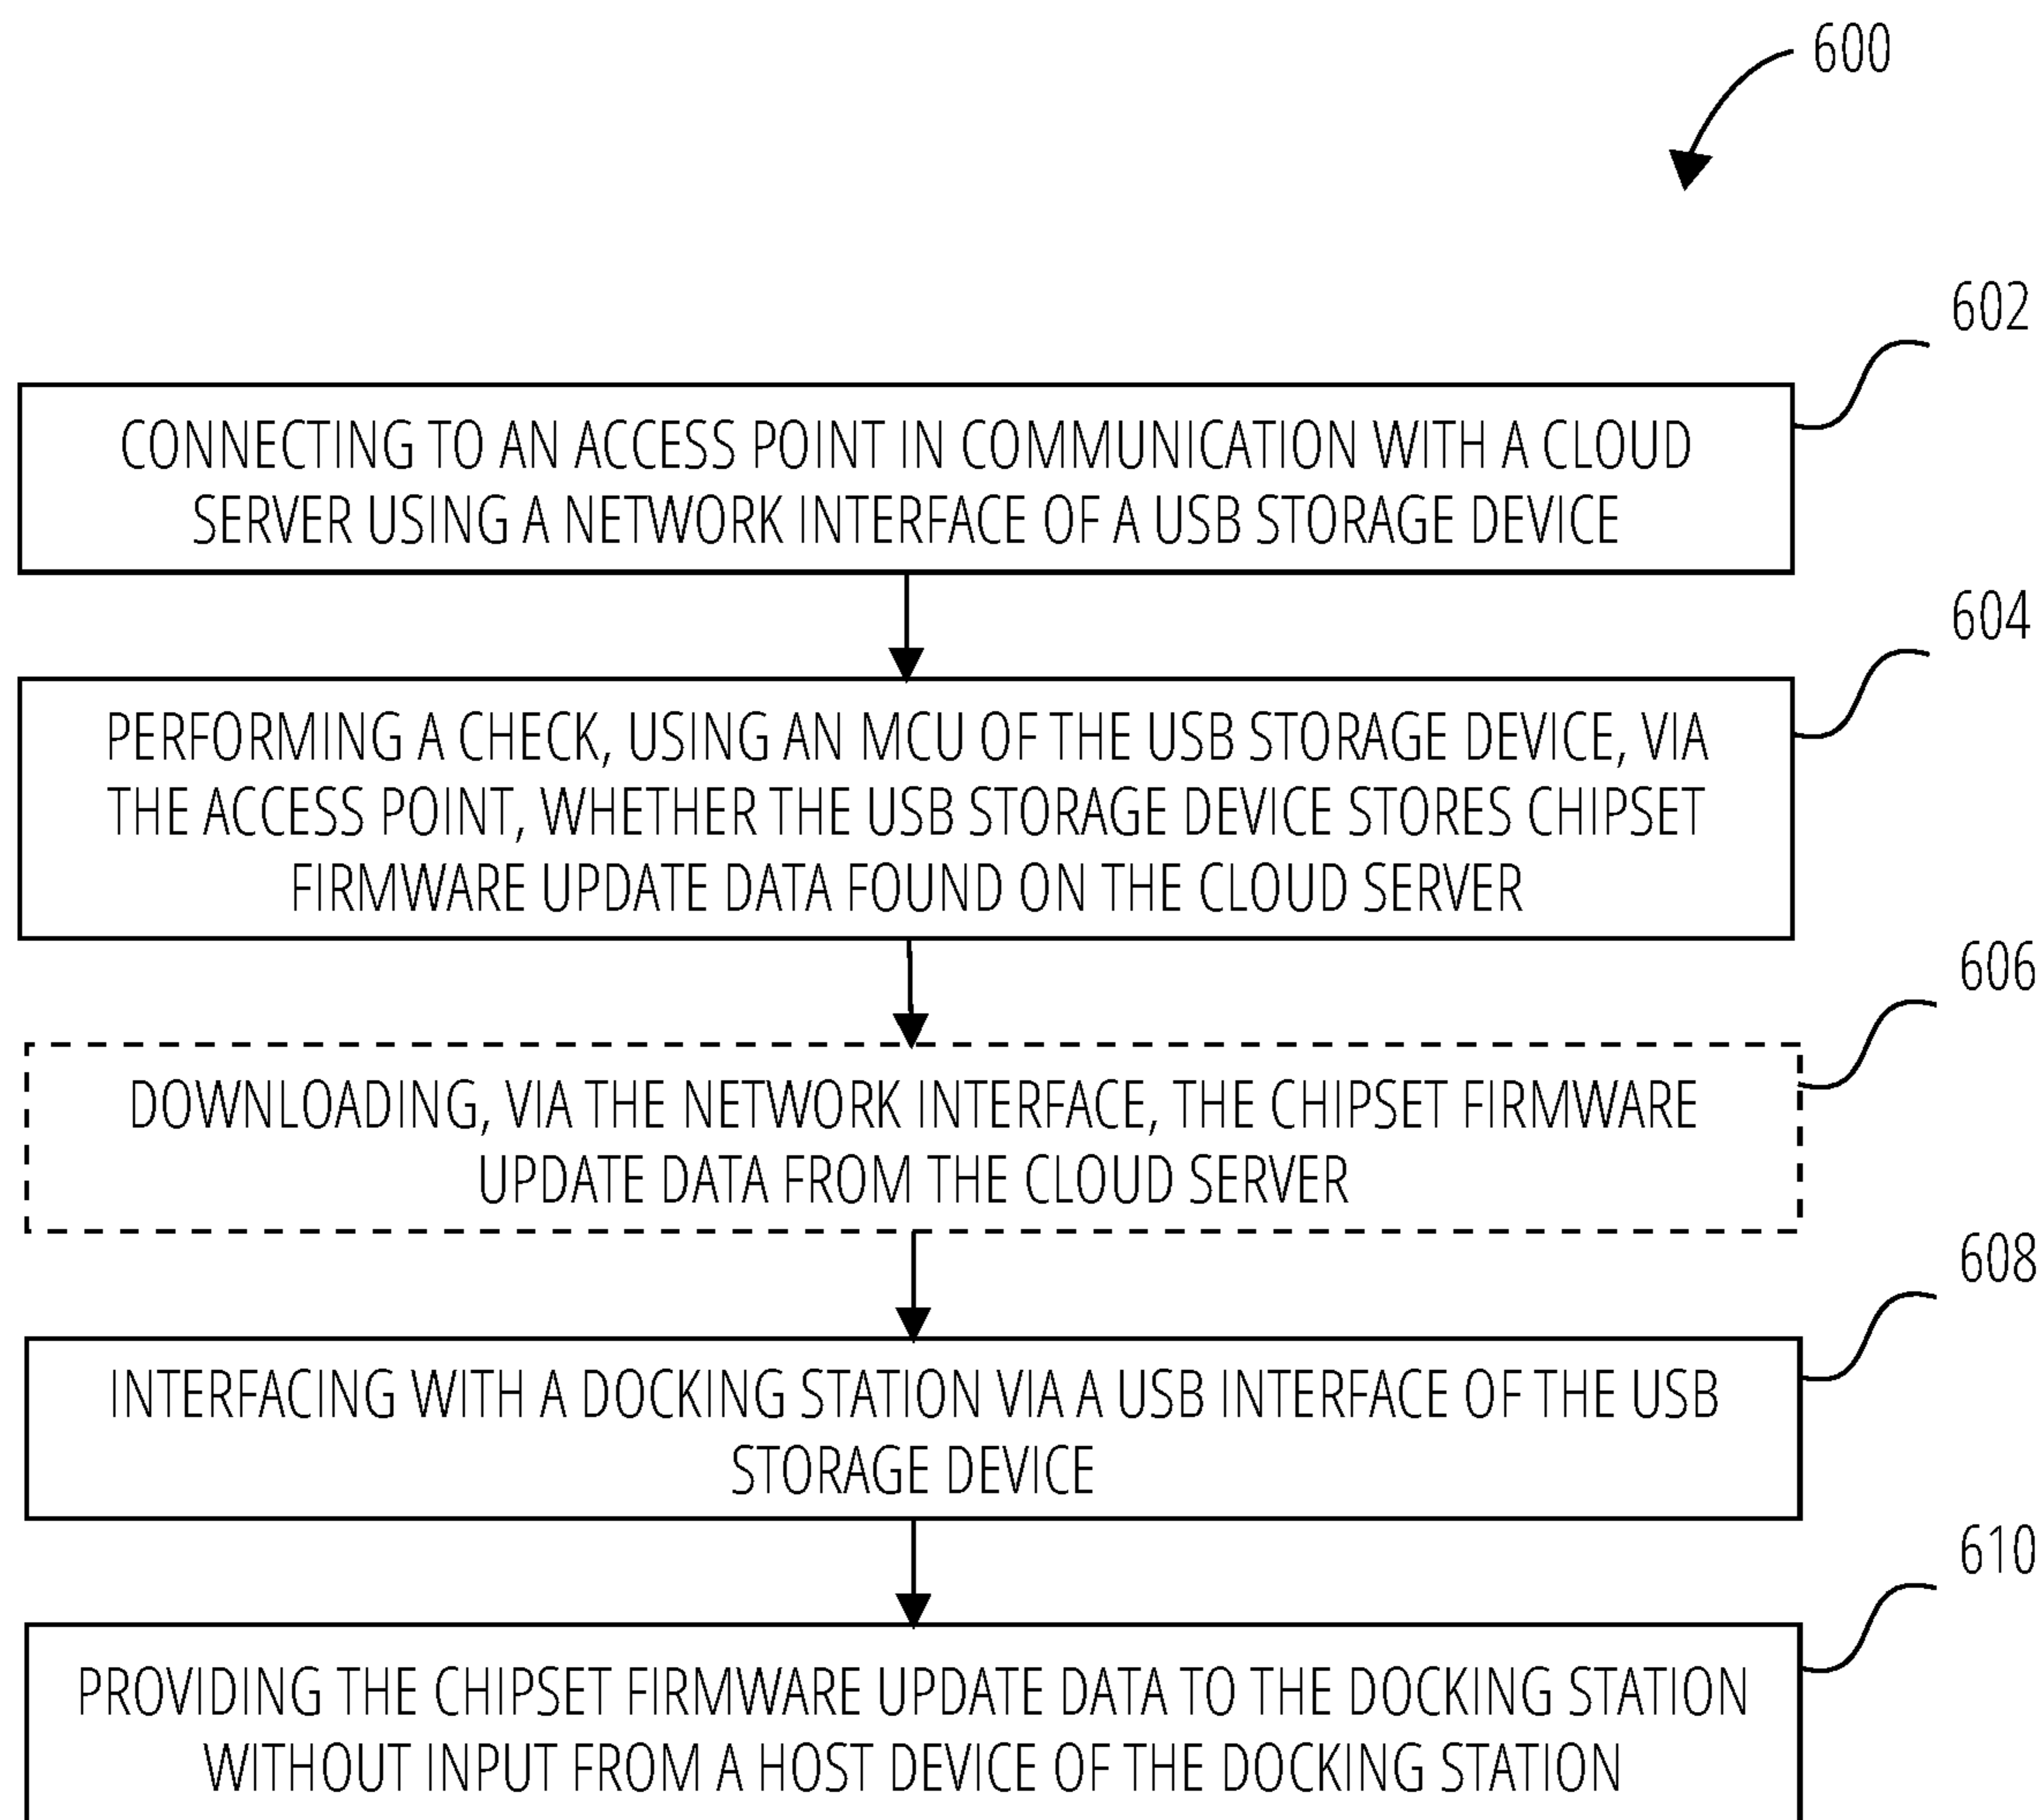 600
602
CONNECTING TO AN ACCESS POINT IN COMMUNICATION WITH A CLOUD
SERVER USING A NETWORK INTERFACE OF A USB STORAGE DEVICE
604
PERFORMING A CHECK, USING AN MCU OF THE USB STORAGE DEVICE, VIA
THE ACCESS POINT, WHETHER THE USB STORAGE DEVICE STORES CHIPSET
FIRMWARE UPDATE DATA FOUND ON THE CLOUD SERVER
606
DOWNLOADING, VIA THE NETWORK INTERFACE, THE CHIPSET FIRMWARE
UPDATE DATA FROM THE CLOUD SERVER
608
INTERFACING WITH A DOCKING STATION VIA A USB INTERFACE OF THE USB
STORAGE DEVICE
610
PROVIDING THE CHIPSET FIRMWARE UPDATE DATA TO THE DOCKING STATION
WITHOUT INPUT FROM A HOST DEVICE OF THE DOCKING STATION